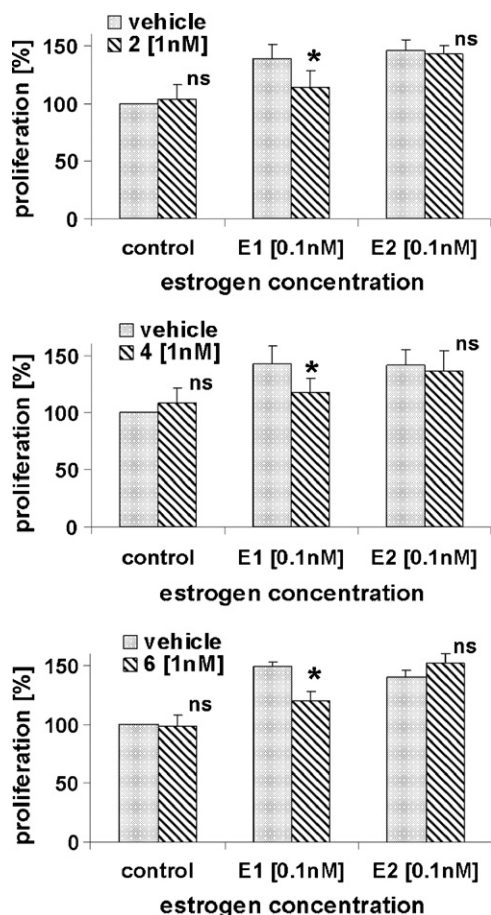 vehicle
2 [1nM]
proliferation [%]
150
100
50
0
ns
*
ns
control E1 [0.1nM] E2 [0.1nM]
estrogen concentration
vehicle
4 [1nM]
proliferation [%]
150
100
50
0
ns
*
ns
control E1 [0.1nM] E2 [0.1nM]
estrogen concentration
vehicle
6 [1nM]
proliferation [%]
150
100
50
0
ns
*
ns
control E1 [0.1nM] E2 [0.1nM]
estrogen concentration